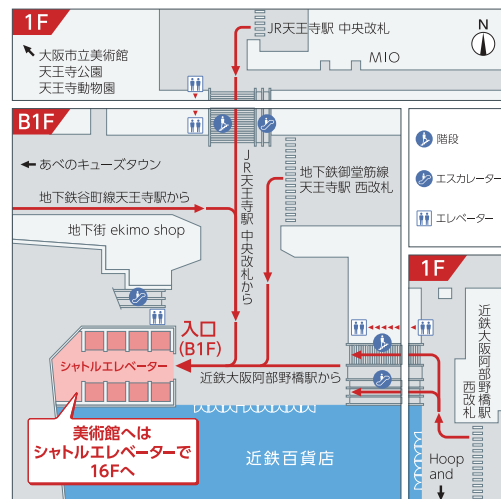 1F
JR天王寺駅 中央改札
N
大阪市立美術館
天王寺公園
天王寺動物園
MIO
B1F
あべのキューズタウン
地下鉄谷町線天王寺駅から
地下街 ekimo shop
JR天王寺駅 中央改札から
地下鉄御堂筋線
天王寺駅 西改札
階段
エスカレーター
エレベーター
1F
近鉄大阪阿部野橋駅
西改札
入口
(B1F)
シャトルエレベーター
近鉄大阪阿部野橋駅から
美術館へは
シャトルエレベーターで
16Fへ
近鉄百貨店
Hoop
and